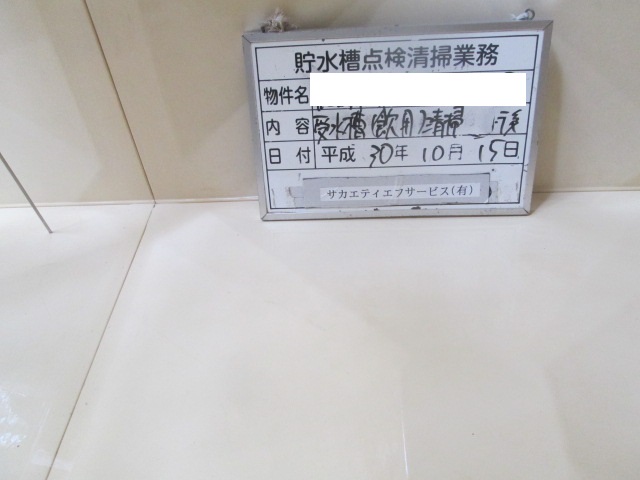 貯水槽点検清掃業務
物件名
内容 受水槽(飲用)清掃 後
日付 平成 30年 10月 15日
サカエティエフサービス(有)